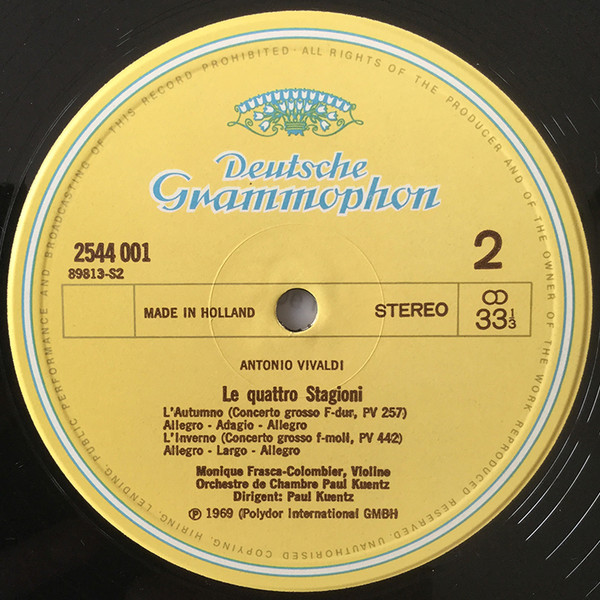 ALL RIGHTS OF THE PRODUCER AND OF THE OWNER OF THE WORK REPRODUCED RESERVED. UNAUTHORISED COPYING, HIRING, LENDING, PUBLIC PERFORMANCE AND BROADCASTING OF THIS RECORD PROHIBITED ·
Deutsche
Grammophon
2544 001
89813-S2
2
MADE IN HOLLAND
STEREO
33 1/3
ANTONIO VIVALDI
Le quattro Stagioni
L'Autumno (Concerto grosso F-dur, PV 257)
Allegro - Adagio - Allegro
L'Inverno (Concerto grosso f-moll, PV 442)
Allegro - Largo - Allegro
Monique Frasca-Colombier, Violine
Orchestre de Chambre Paul Kuentz
Dirigent: Paul Kuentz
℗ 1969 (Polydor International GMBH